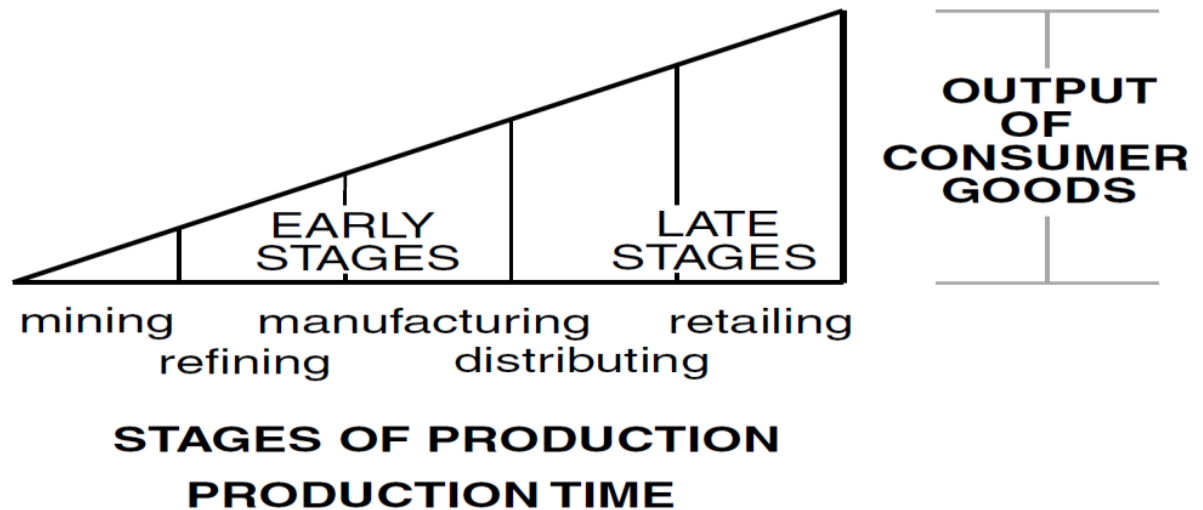 OUTPUT
OF
CONSUMER
GOODS
EARLY
STAGES
LATE
STAGES
mining
manufacturing
retailing
refining
distributing
STAGES OF PRODUCTION
PRODUCTION TIME